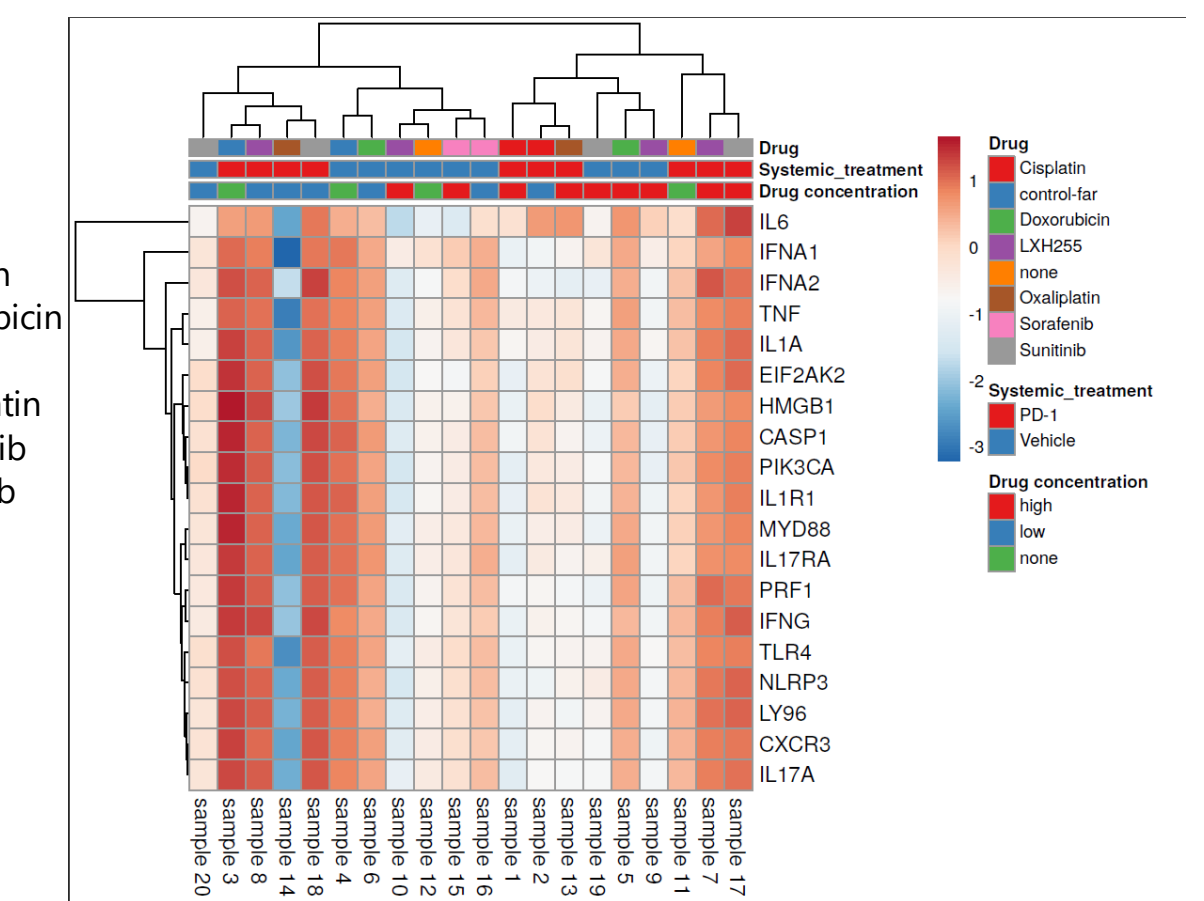 Drug
Systemic_treatment
Drug concentration
IL6
IFNA1
IFNA2
TNF
IL1A
EIF2AK2
HMGB1
CASP1
PIK3CA
IL1R1
MYD88
IL17RA
PRF1
IFNG
TLR4
NLRP3
LY96
CXCR3
IL17A
sample 20
sample 3
sample 8
sample 14
sample 18
sample 4
sample 6
sample 10
sample 12
sample 15
sample 16
sample 1
sample 2
sample 13
sample 19
sample 5
sample 9
sample 11
sample 7
sample 17
1
0
-1
-2
-3
Drug
Cisplatin
control-far
Doxorubicin
LXH255
none
Oxaliplatin
Sorafenib
Sunitinib
Systemic_treatment
PD-1
Vehicle
Drug concentration
high
low
none